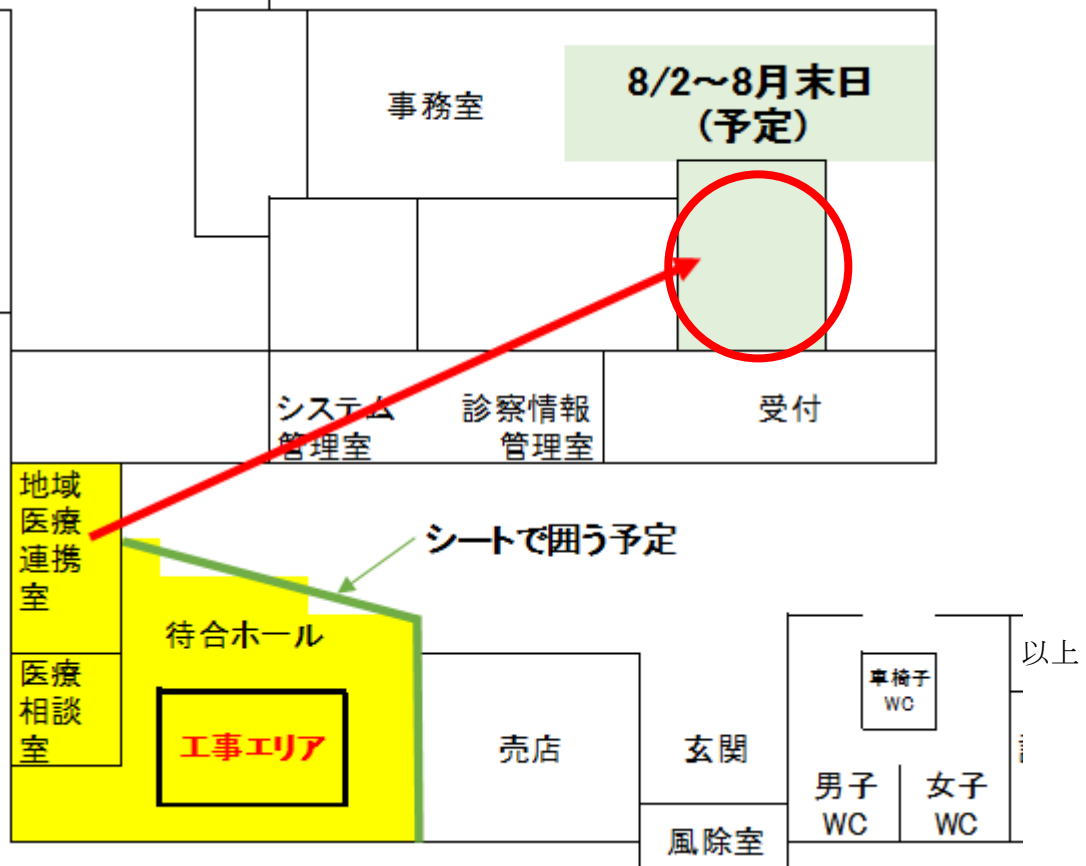 8/2～8月末日
（予定）
事務室
システム
管理室
診察情報
管理室
受付
地域
医療
連携
室
シートで囲う予定
待合ホール
以上
医療
相談
室
工事エリア
売店
玄関
車椅子
WC
男子
WC
女子
WC
風除室